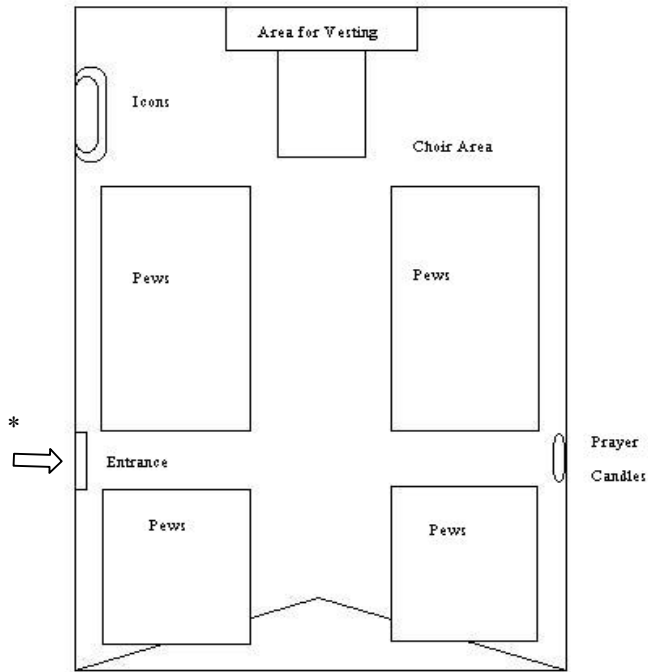 Area for Vesting
Icons
Choir Area
Pews
Pews
*
Entrance
Prayer
Candles
Pews
Pews